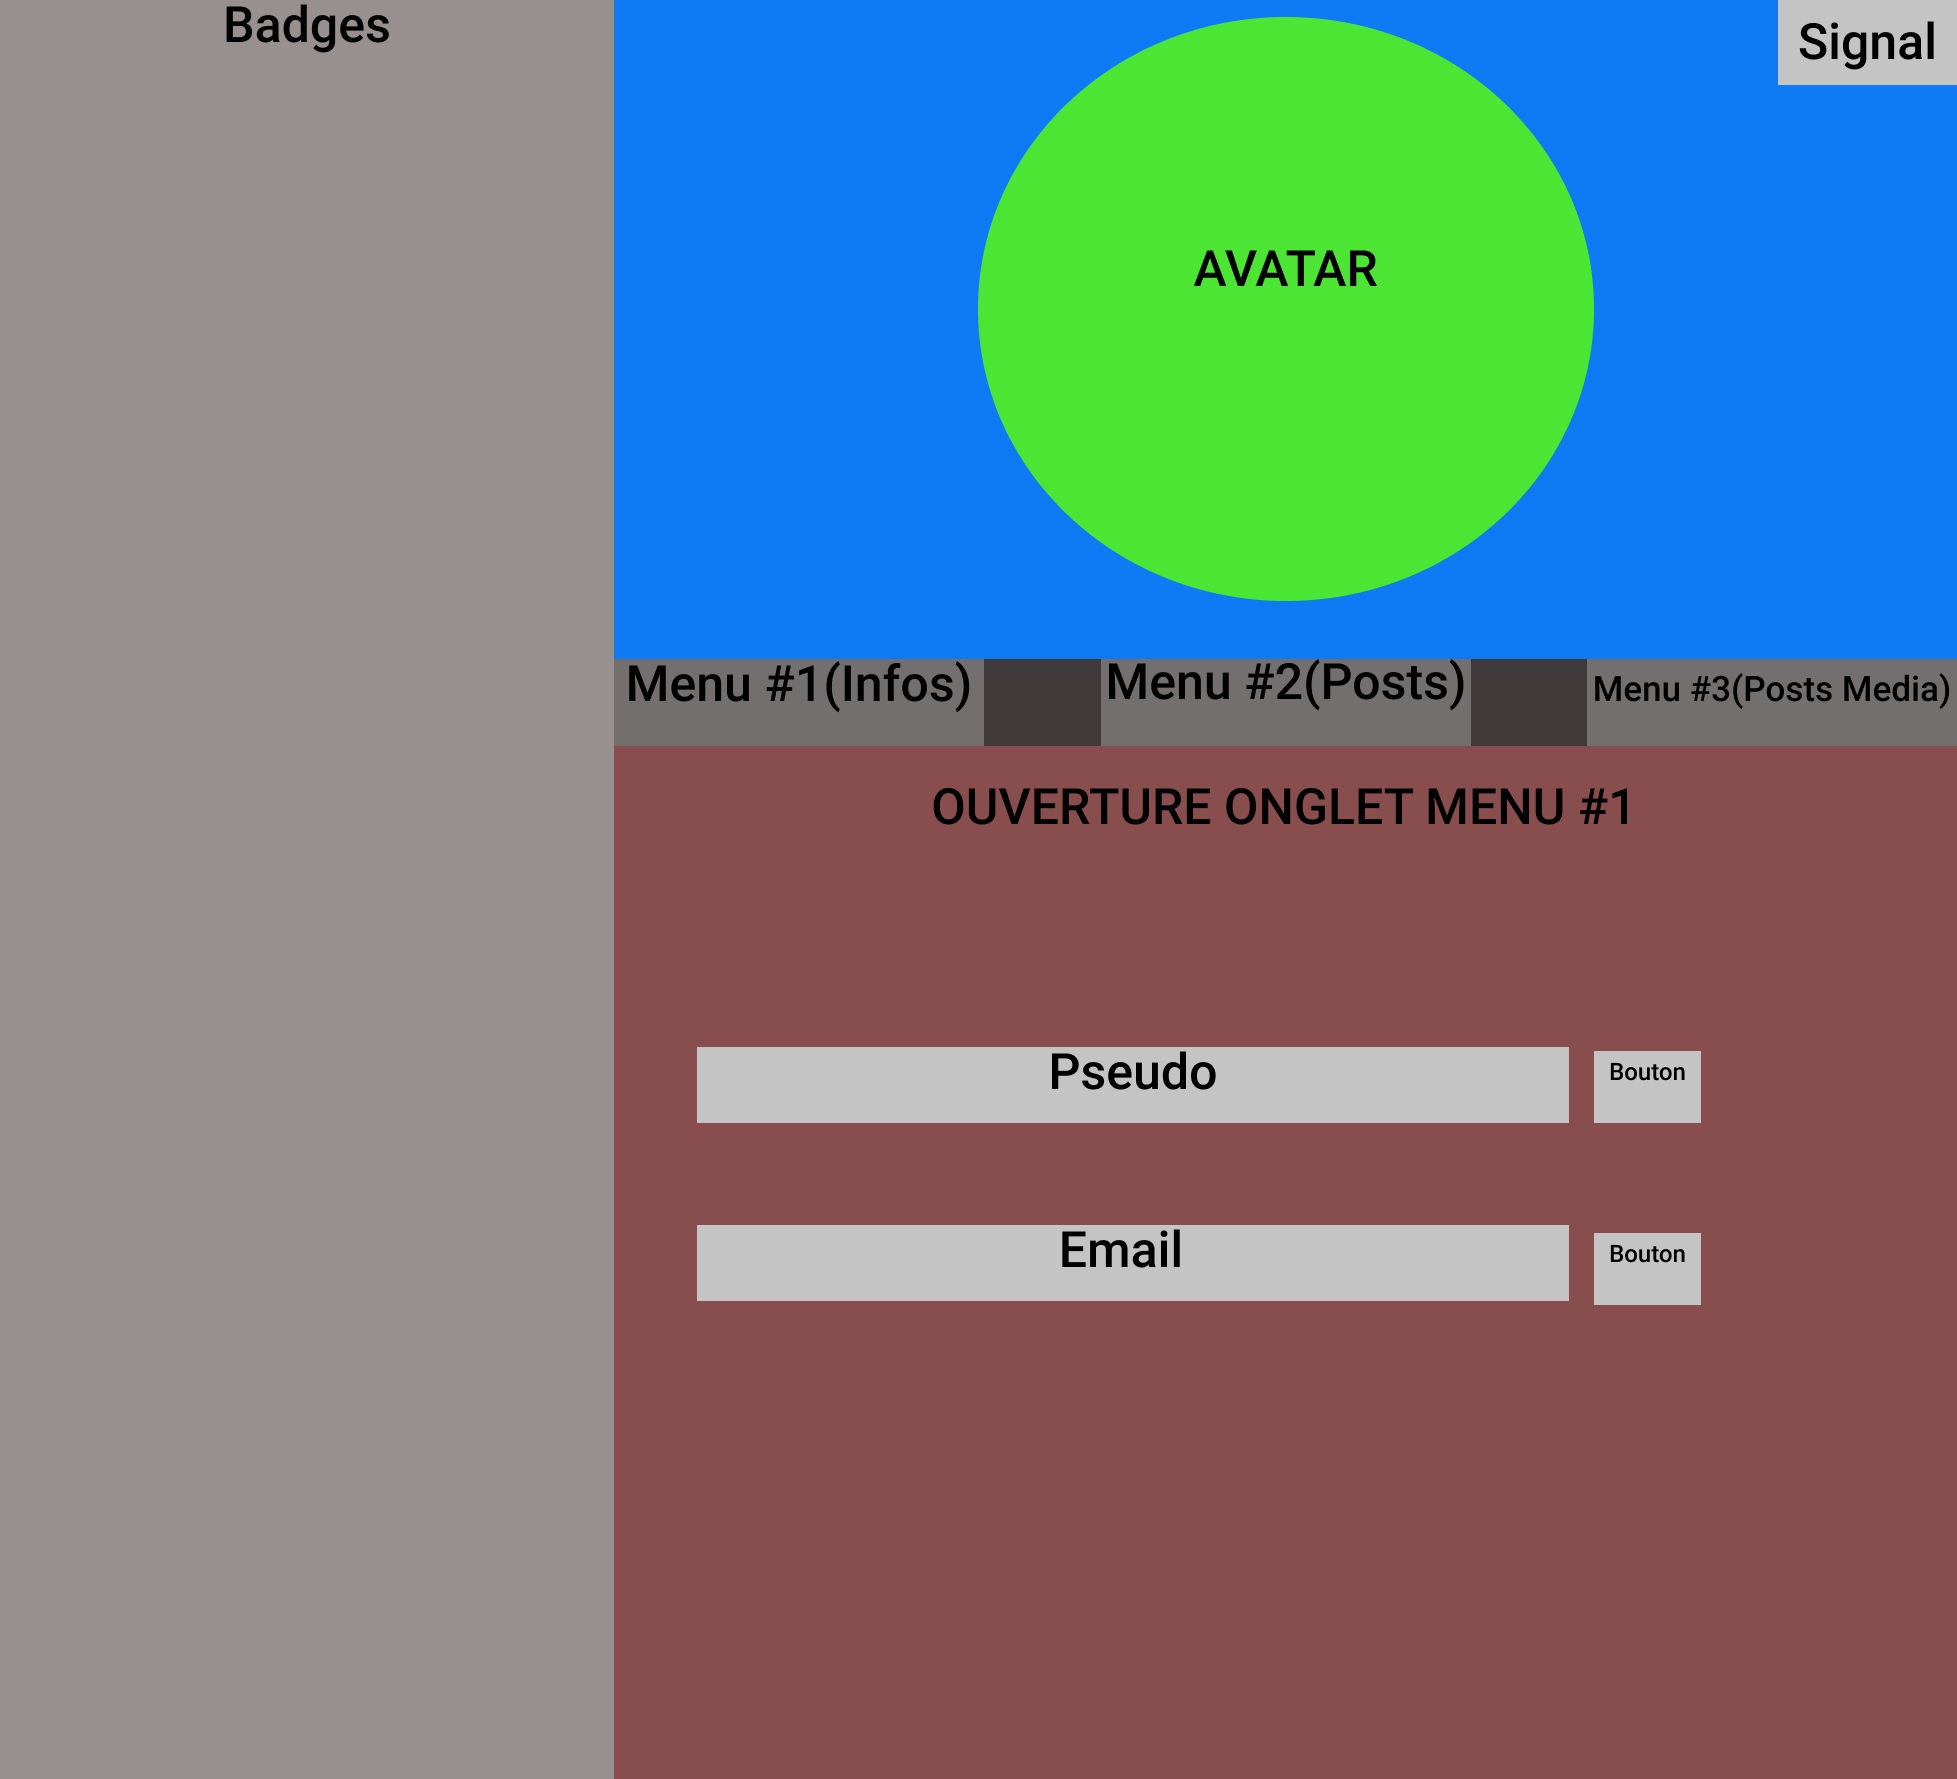 Badges
Signal
AVATAR
Menu #1(Infos)
Menu #2(Posts)
Menu #3(Posts Media)
OUVERTURE ONGLET MENU #1
Pseudo
Bouton
Email
Bouton